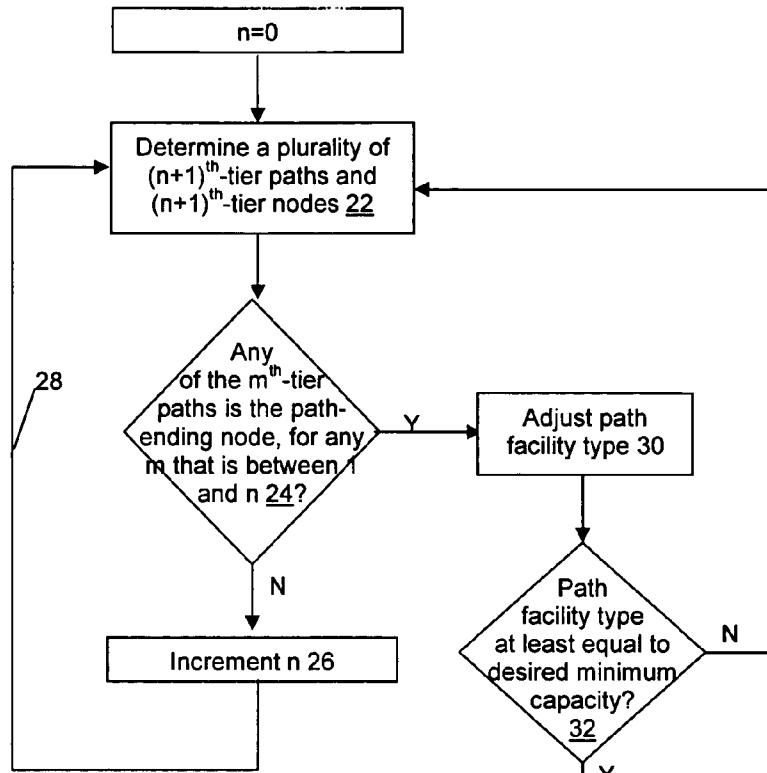 n=0
Determine a plurality of
(n+1)th-tier paths and
(n+1)th-tier nodes 22
28
Any
of the mth-tier
paths is the path-
ending node, for any
m that is between 1
and n 24?
Y
Adjust path
facility type 30
N
Increment n 26
Path
facility type
at least equal to
desired minimum
capacity?
32
N
Y